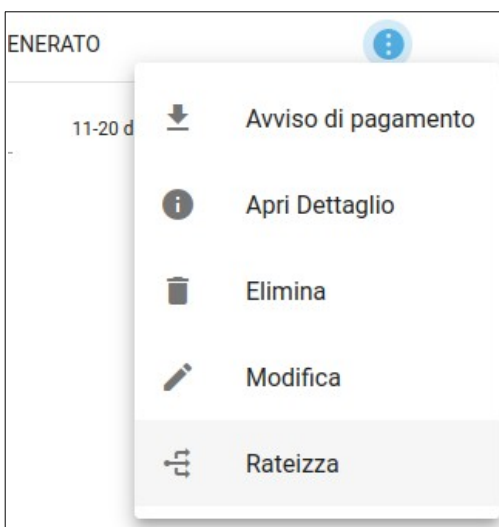 ENERATO
Avviso di pagamento
11-20 d
-
Apri Dettaglio
Elimina
Modifica
Rateizza